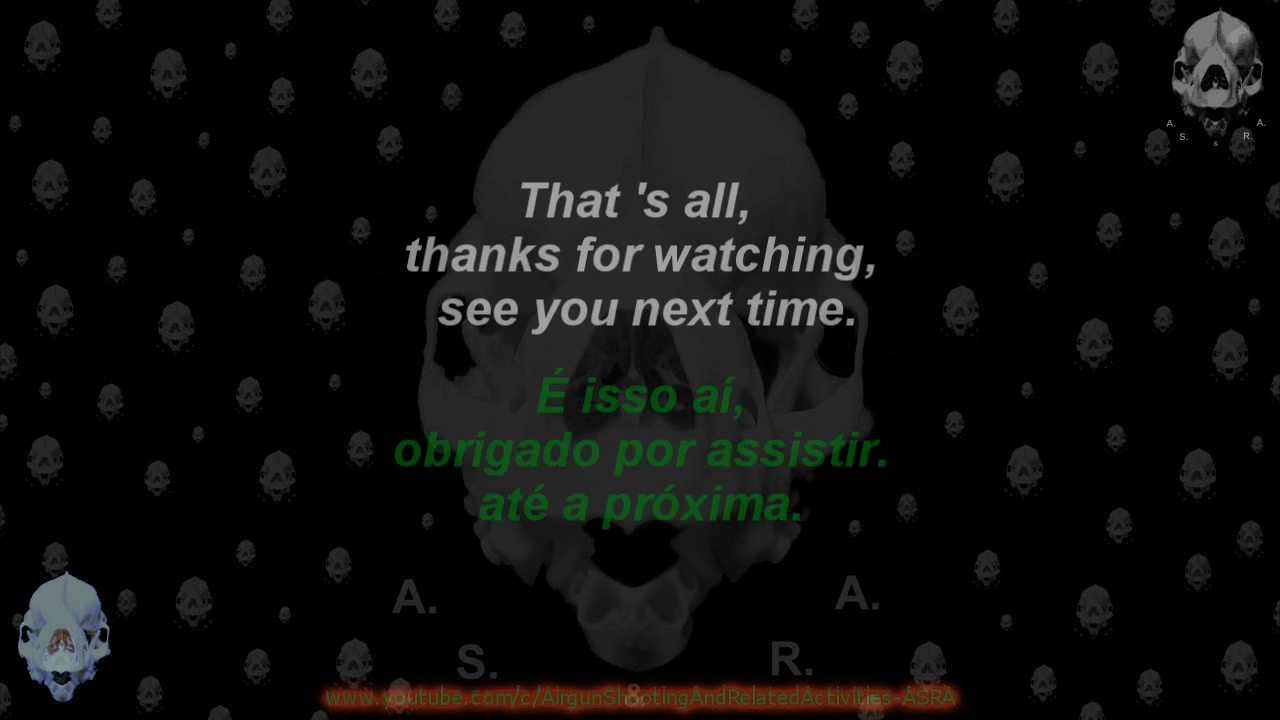 A. A.
S. R.
&
That 's all,
thanks for watching,
see you next time.
É isso aí,
obrigado por assistir.
até a próxima.
A. A.
S. R.
&
www.youtube.com/c/AirgunShootingAndRelatedActivities-ASRA